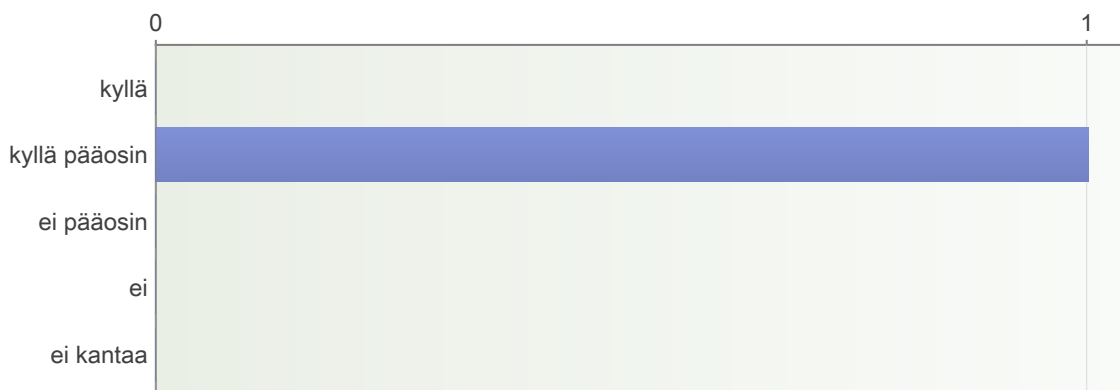 0 1
kyllä
kyllä pääosin
ei pääosin
ei
ei kantaa